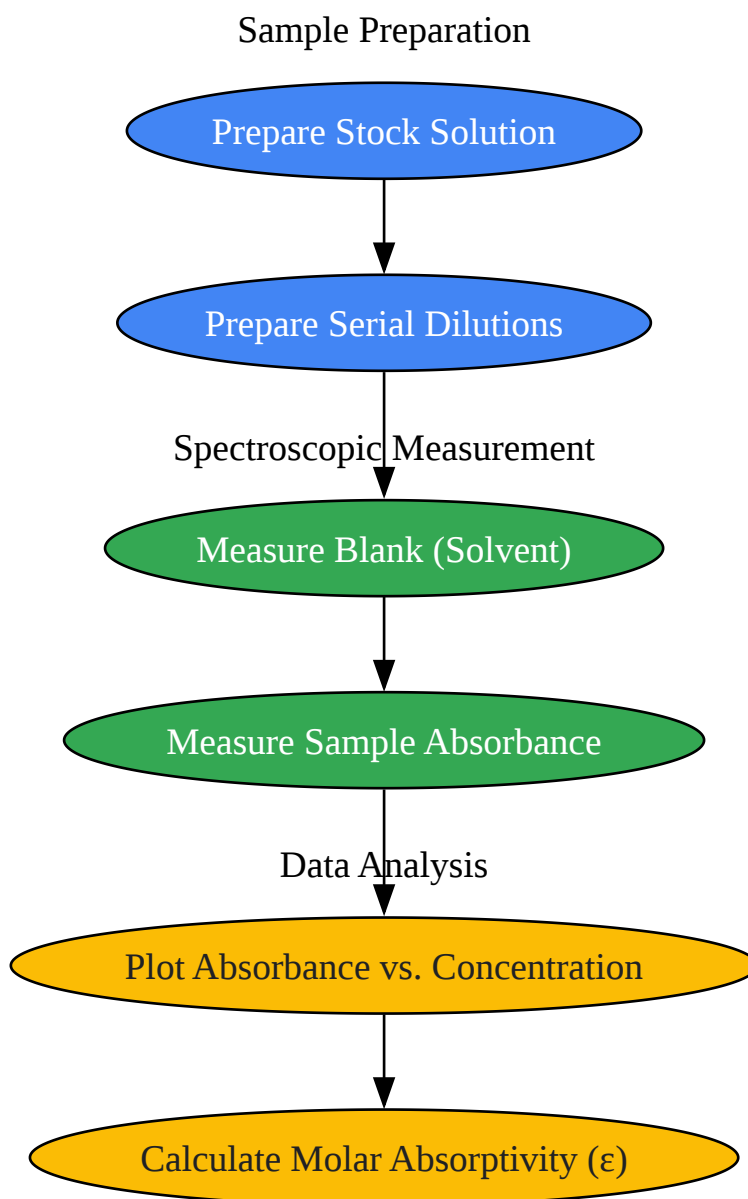 Sample Preparation
Prepare Stock Solution
Prepare Serial Dilutions
Spectroscopic Measurement
Measure Blank (Solvent)
Measure Sample Absorbance
Data Analysis
Plot Absorbance vs. Concentration
Calculate Molar Absorptivity (ε)